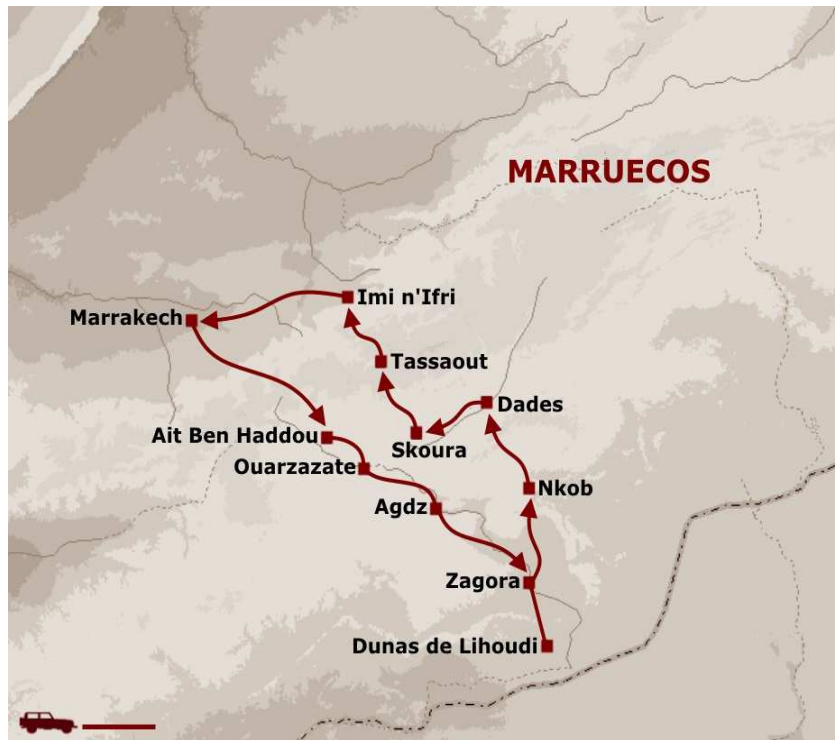 MARRUECOS
Imi n'Ifri
Marrakech
Tassaout
Dades
Ait Ben Haddou
Skoura
Ouarzazate
Nkob
Agdz
Zagora
Dunas de Lihoudi